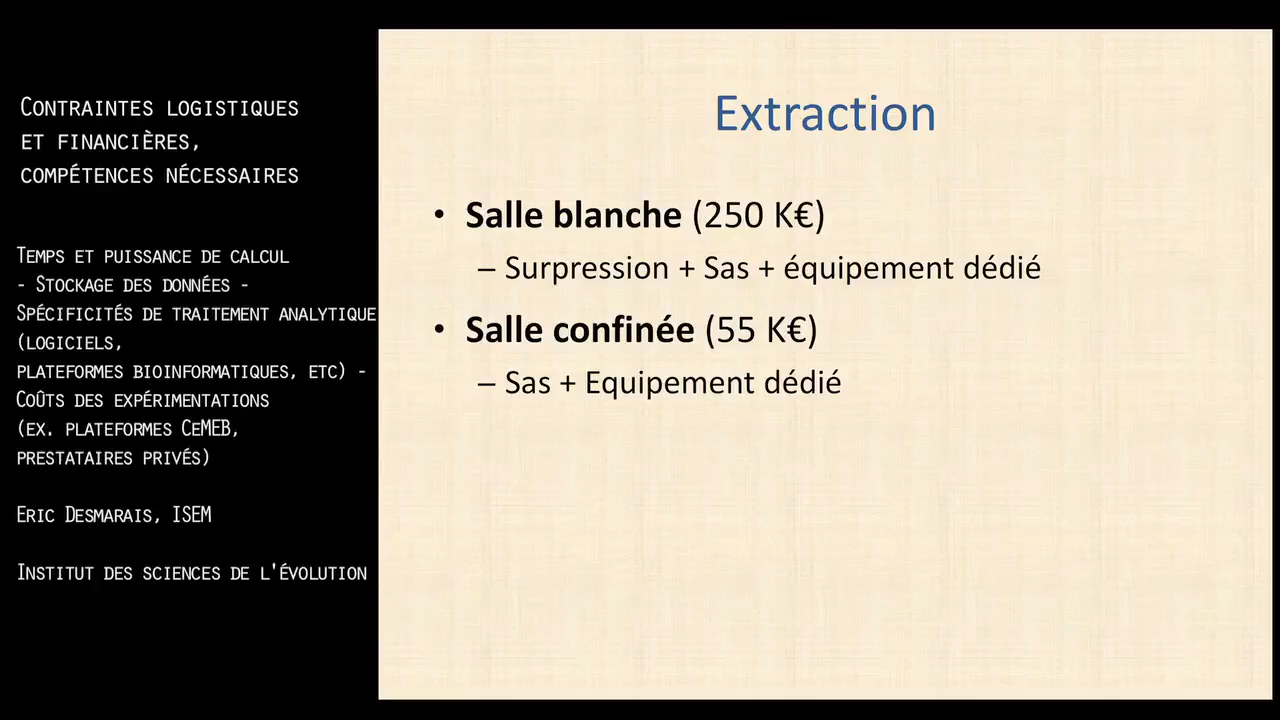 Contraintes logistiques
et financières,
compétences nécessaires
Temps et puissance de calcul
- Stockage des données -
Spécificités de traitement analytique
(logiciels,
plateformes bioinformatiques, etc) -
Coûts des expérimentations
(ex. plateformes CeMEB,
prestataires privés)
Eric Desmarais, ISEM
Institut des sciences de l'évolution
Extraction
• Salle blanche (250 K€)
– Surpression + Sas + équipement dédié
• Salle confinée (55 K€)
– Sas + Equipement dédié